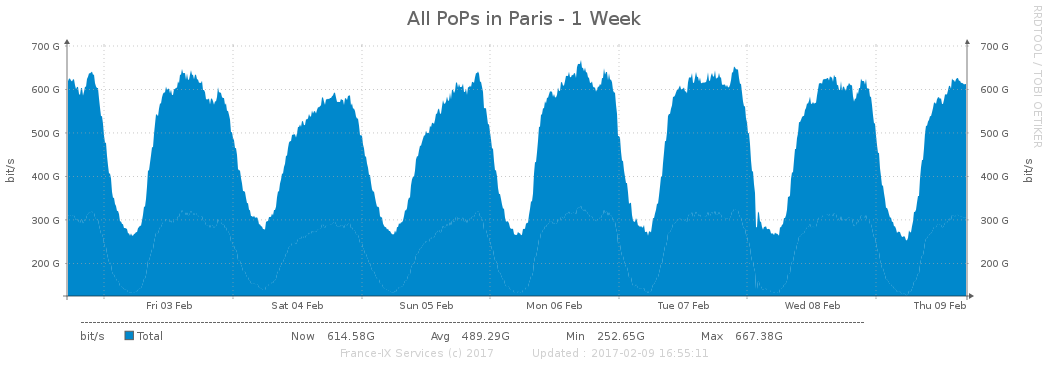 All PoPs in Paris - 1 Week
RRDTOOL / TOBI OETIKER
700 G 700 G
600 G 600 G
500 G 500 G
400 G 400 G
300 G 300 G
200 G 200 G
bit/s
bit/s
Fri 03 Feb Sat 04 Feb Sun 05 Feb Mon 06 Feb Tue 07 Feb Wed 08 Feb Thu 09 Feb
bit/s Total Now 614.58G Avg 489.29G Min 252.65G Max 667.38G
France-IX Services (c) 2017 Updated : 2017-02-09 16:55:11